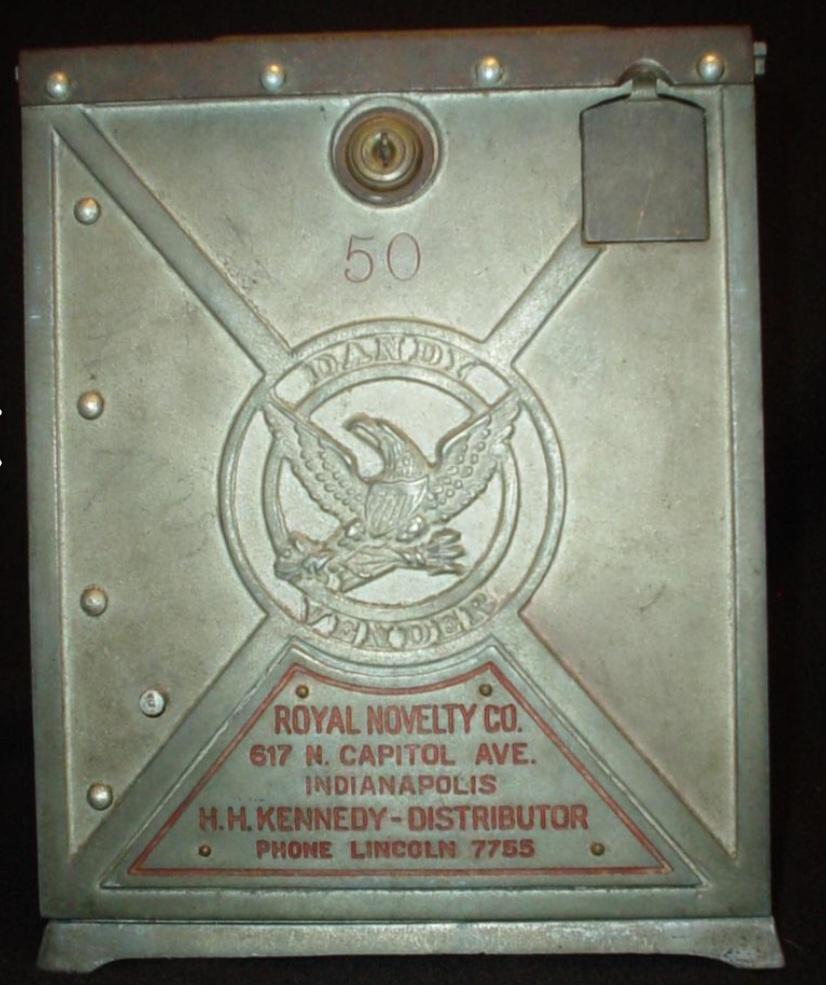 50
DANDY
VENDER
ROYAL NOVELTY CO.
617 N. CAPITOL AVE.
INDIANAPOLIS
H.H. KENNEDY-DISTRIBUTOR
PHONE LINCOLN 7755